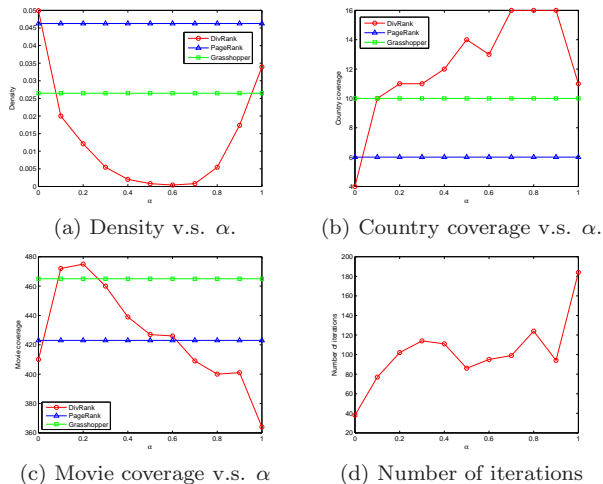 0.05
0.045
0.04
0.035
0.03
0.025
0.02
0.015
0.01
0.005
0
Density
DivRank
PageRank
Grasshopper
0 0.2 0.4 0.6 0.8 1
α
(a) Density v.s. α.
16
14
12
10
8
6
4
Country coverage
DivRank
PageRank
Grasshopper
0 0.2 0.4 0.6 0.8 1
α
(b) Country coverage v.s. α.
480
460
440
420
400
380
360
Movie coverage
DivRank
PageRank
Grasshopper
0 0.2 0.4 0.6 0.8 1
α
(c) Movie coverage v.s. α
200
180
160
140
120
100
80
60
40
20
Number of iterations
0 0.2 0.4 0.6 0.8 1
α
(d) Number of iterations